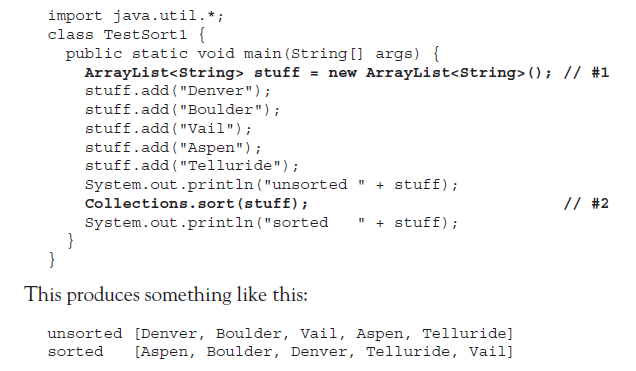 import java.util.*;
class TestSort1 {
  public static void main(String[] args) {
    ArrayList<String> stuff = new ArrayList<String>(); // #1
    stuff.add("Denver");
    stuff.add("Boulder");
    stuff.add("Vail");
    stuff.add("Aspen");
    stuff.add("Telluride");
    System.out.println("unsorted " + stuff);
    Collections.sort(stuff);                           // #2
    System.out.println("sorted   " + stuff);
  }
}
This produces something like this:
unsorted [Denver, Boulder, Vail, Aspen, Telluride]
sorted   [Aspen, Boulder, Denver, Telluride, Vail]